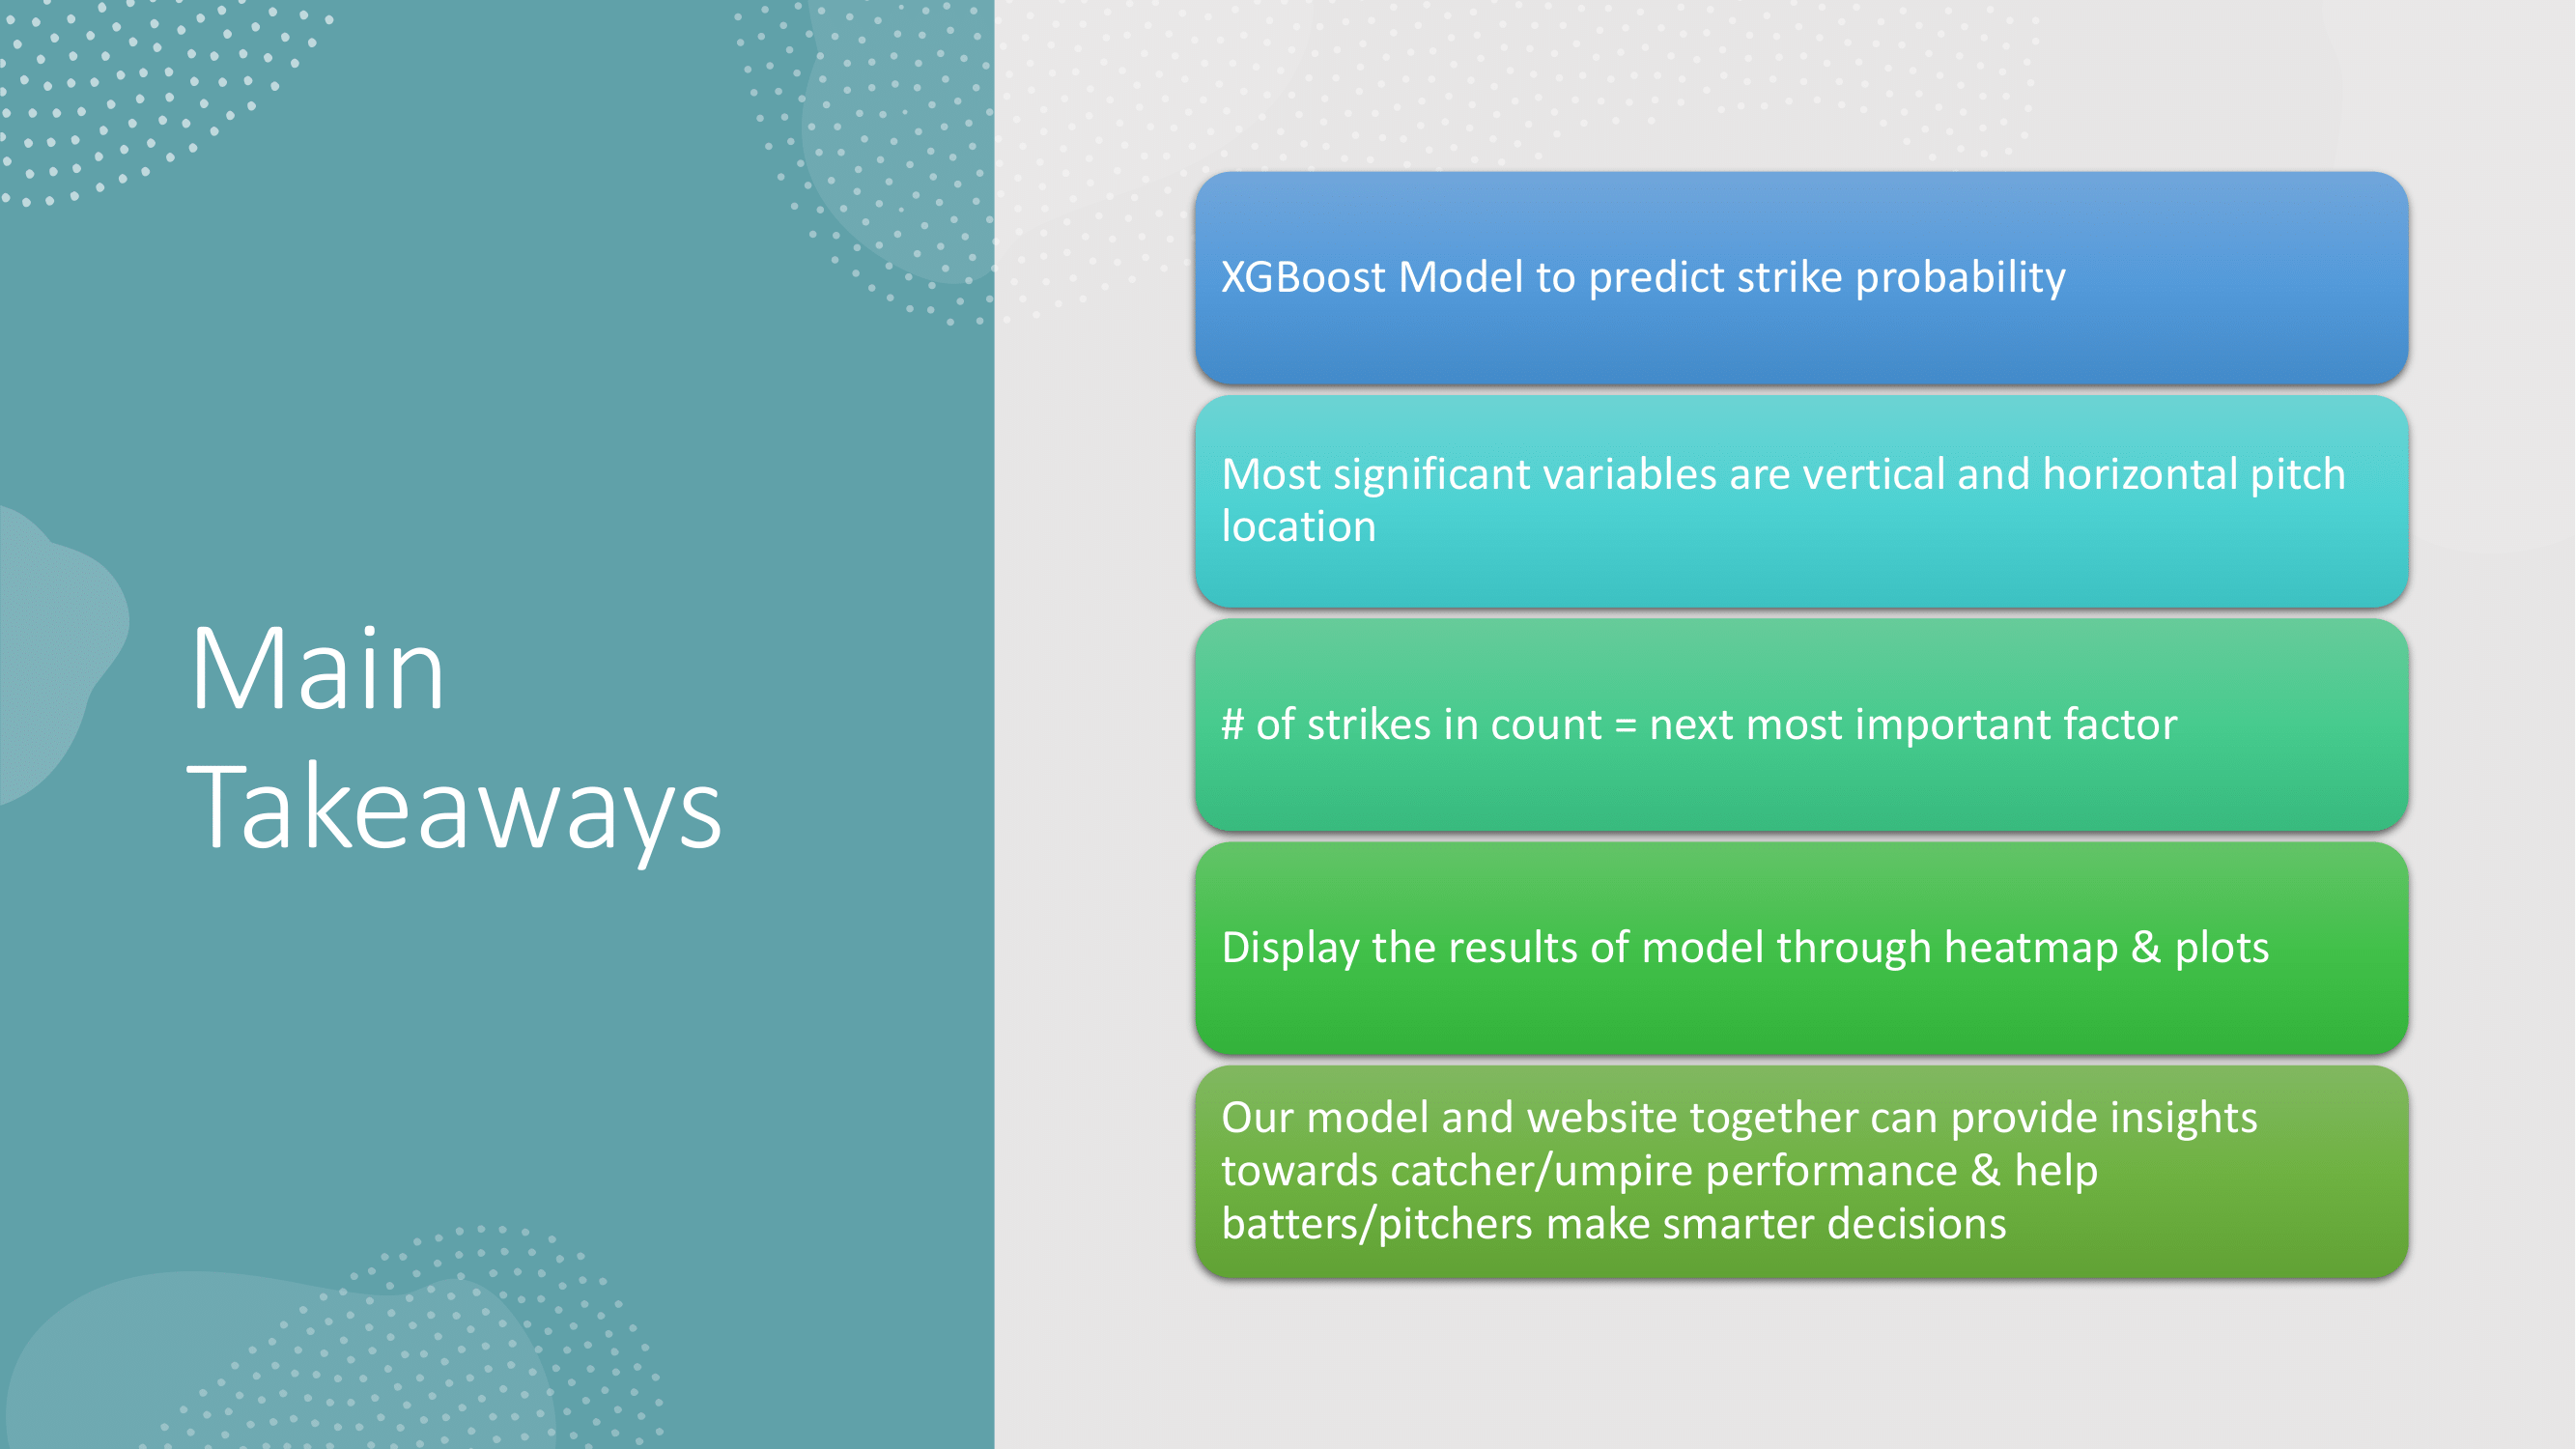 Main
Takeaways
XGBoost Model to predict strike probability
Most significant variables are vertical and horizontal pitch
location
# of strikes in count = next most important factor
Display the results of model through heatmap & plots
Our model and website together can provide insights
towards catcher/umpire performance & help
batters/pitchers make smarter decisions